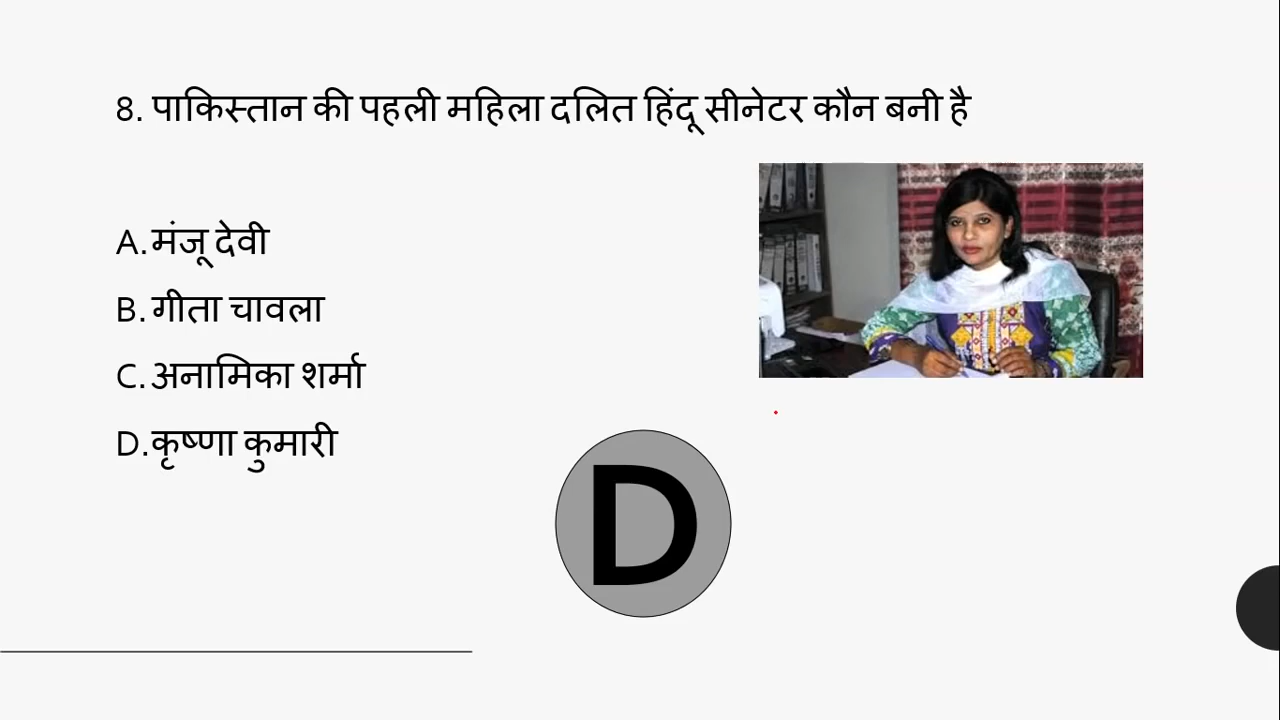 8. पाकिस्तान की पहली महिला दलित हिंदू सीनेटर कौन बनी है
A. मंजू देवी
B. गीता चावला
C. अनामिका शर्मा
D. कृष्णा कुमारी
D